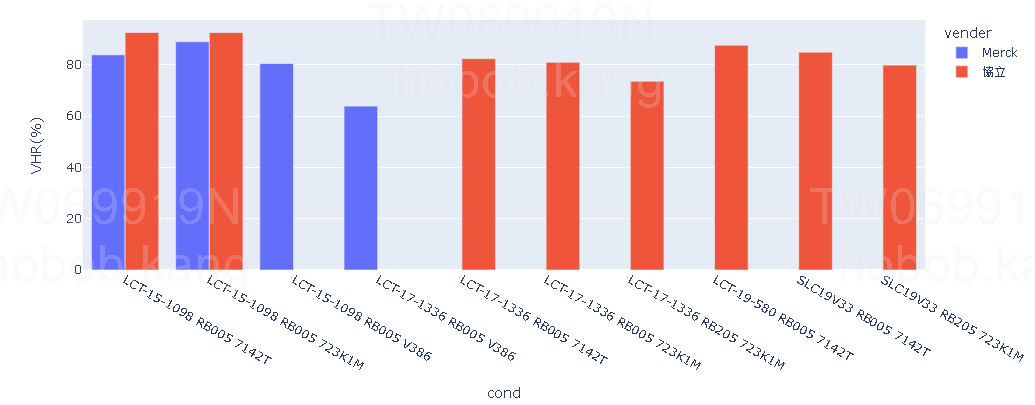 TW069919N
hobob.kang
vender
Merck
協立
VHR(%)
80
60
40
20
0
TW069919N
hobob.kang
TW06991
hobob.ka
LCT-15-1098 RB005 7142T
LCT-15-1098 RB005 723K1M
LCT-15-1098 RB005 V386
LCT-17-1336 RB005 V386
LCT-17-1336 RB005 7142T
LCT-17-1336 RB005 723K1M
LCT-17-1336 RB205 723K1M
LCT-19-580 RB005 7142T
SLC19V33 RB005 7142T
SLC19V33 RB205 723K1M
cond